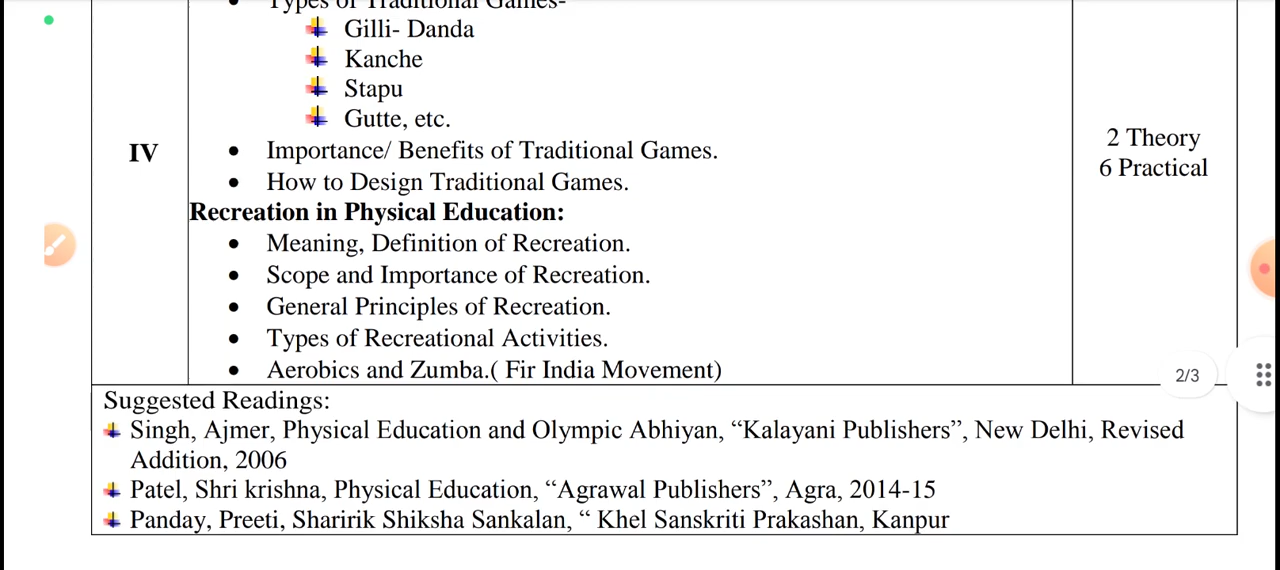 Types of Traditional Games-
Gilli- Danda
Kanche
Stapu
Gutte, etc.
IV
2 Theory
6 Practical
Importance/ Benefits of Traditional Games.
How to Design Traditional Games.
Recreation in Physical Education:
Meaning, Definition of Recreation.
Scope and Importance of Recreation.
General Principles of Recreation.
Types of Recreational Activities.
Aerobics and Zumba.( Fir India Movement)
2/3
Suggested Readings:
Singh, Ajmer, Physical Education and Olympic Abhiyan, “Kalayani Publishers”, New Delhi, Revised
Addition, 2006
Patel, Shri krishna, Physical Education, “Agrawal Publishers”, Agra, 2014-15
Panday, Preeti, Sharirik Shiksha Sankalan, “ Khel Sanskriti Prakashan, Kanpur